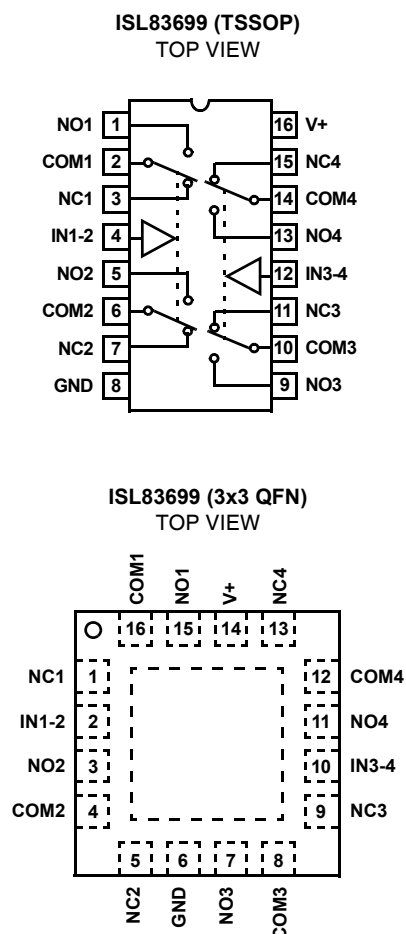 ISL83699 (TSSOP)
TOP VIEW
NO1 1 16 V+
COM1 2 15 NC4
NC1 3 14 COM4
IN1-2 4 13 NO4
NO2 5 12 IN3-4
COM2 6 11 NC3
NC2 7 10 COM3
GND 8 9 NO3
ISL83699 (3x3 QFN)
TOP VIEW
COM1 NO1 V+ NC4
16 15 14 13
NC1 1 12 COM4
IN1-2 2 11 NO4
NO2 3 10 IN3-4
COM2 4 9 NC3
5 6 7 8
NC2 GND NO3 COM3